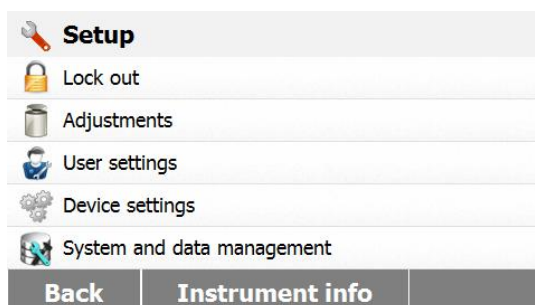 Setup
Lock out
Adjustments
User settings
Device settings
System and data management
Back Instrument info